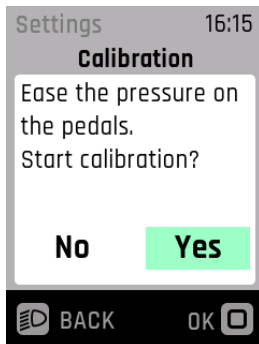 Settings 16:15
Calibration
Ease the pressure on
the pedals.
Start calibration?
No Yes
BACK OK